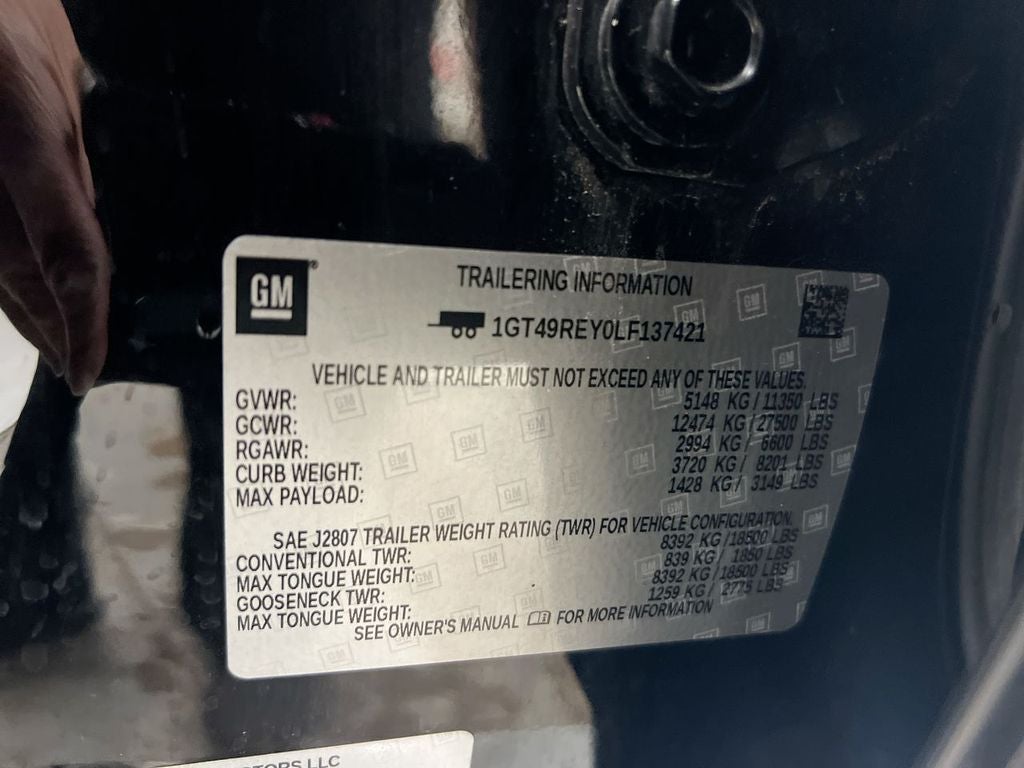 GM®
TRAILERING INFORMATION
1GT49REY0LF137421
VEHICLE AND TRAILER MUST NOT EXCEED ANY OF THESE VALUES.
GVWR: 5148 KG / 11350 LBS
GCWR: 12474 KG / 27500 LBS
RGAWR: 2994 KG / 6600 LBS
CURB WEIGHT: 3720 KG / 8201 LBS
MAX PAYLOAD: 1428 KG / 3149 LBS
SAE J2807 TRAILER WEIGHT RATING (TWR) FOR VEHICLE CONFIGURATION.
CONVENTIONAL TWR: 8392 KG / 18500 LBS
MAX TONGUE WEIGHT: 839 KG / 1850 LBS
GOOSENECK TWR: 8392 KG / 18500 LBS
MAX TONGUE WEIGHT: 1259 KG / 2775 LBS
SEE OWNER'S MANUAL FOR MORE INFORMATION
LLC